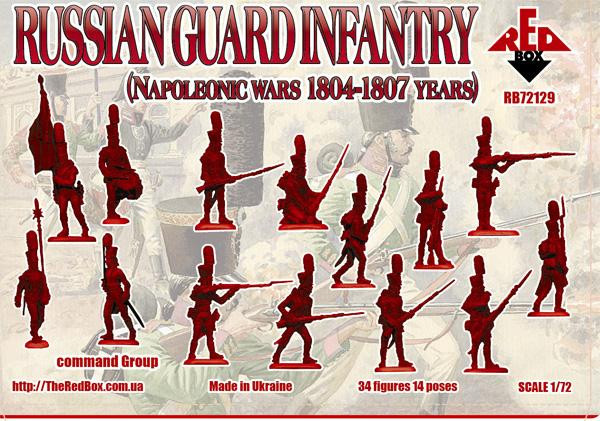 RUSSIAN GUARD INFANTRY
(NAPOLEONIC WARS 1804-1807 YEARS)
RED
BOX
RB72129
command Group
http://TheRedBox.com.ua
Made in Ukraine
34 figures 14 poses
SCALE 1/72